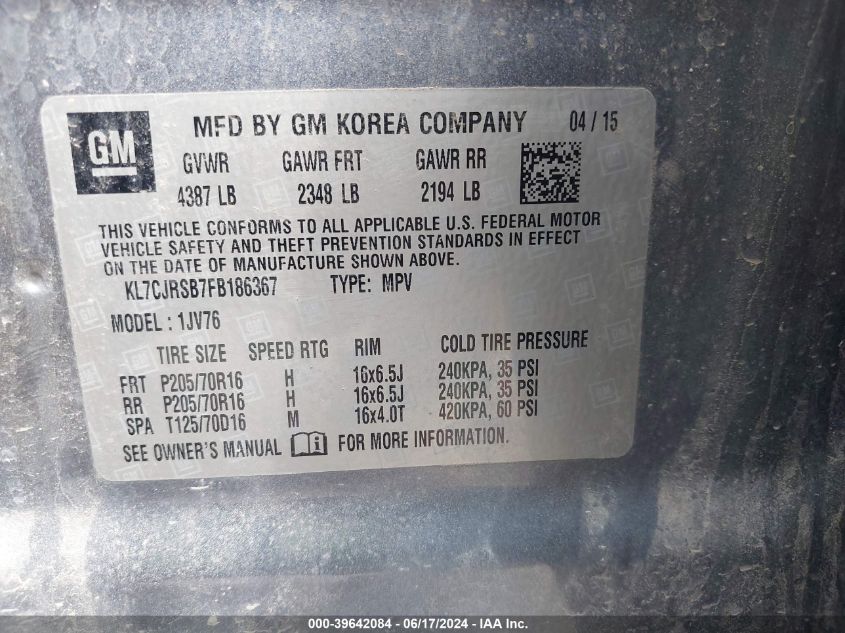 GM
MFD BY GM KOREA COMPANY 04 / 15
GVWR GAWR FRT GAWR RR
4387 LB 2348 LB 2194 LB
THIS VEHICLE CONFORMS TO ALL APPLICABLE U.S. FEDERAL MOTOR
VEHICLE SAFETY AND THEFT PREVENTION STANDARDS IN EFFECT
ON THE DATE OF MANUFACTURE SHOWN ABOVE.
KL7CJRSB7FB186367 TYPE: MPV
MODEL : 1JV76
TIRE SIZE SPEED RTG RIM COLD TIRE PRESSURE
FRT P205/70R16 H 16x6.5J 240KPA, 35 PSI
RR P205/70R16 H 16x6.5J 240KPA, 35 PSI
SPA T125/70D16 M 16x4.0T 420KPA, 60 PSI
SEE OWNER'S MANUAL FOR MORE INFORMATION.
000-39642084 / 06/17/2024 - IAA Inc.